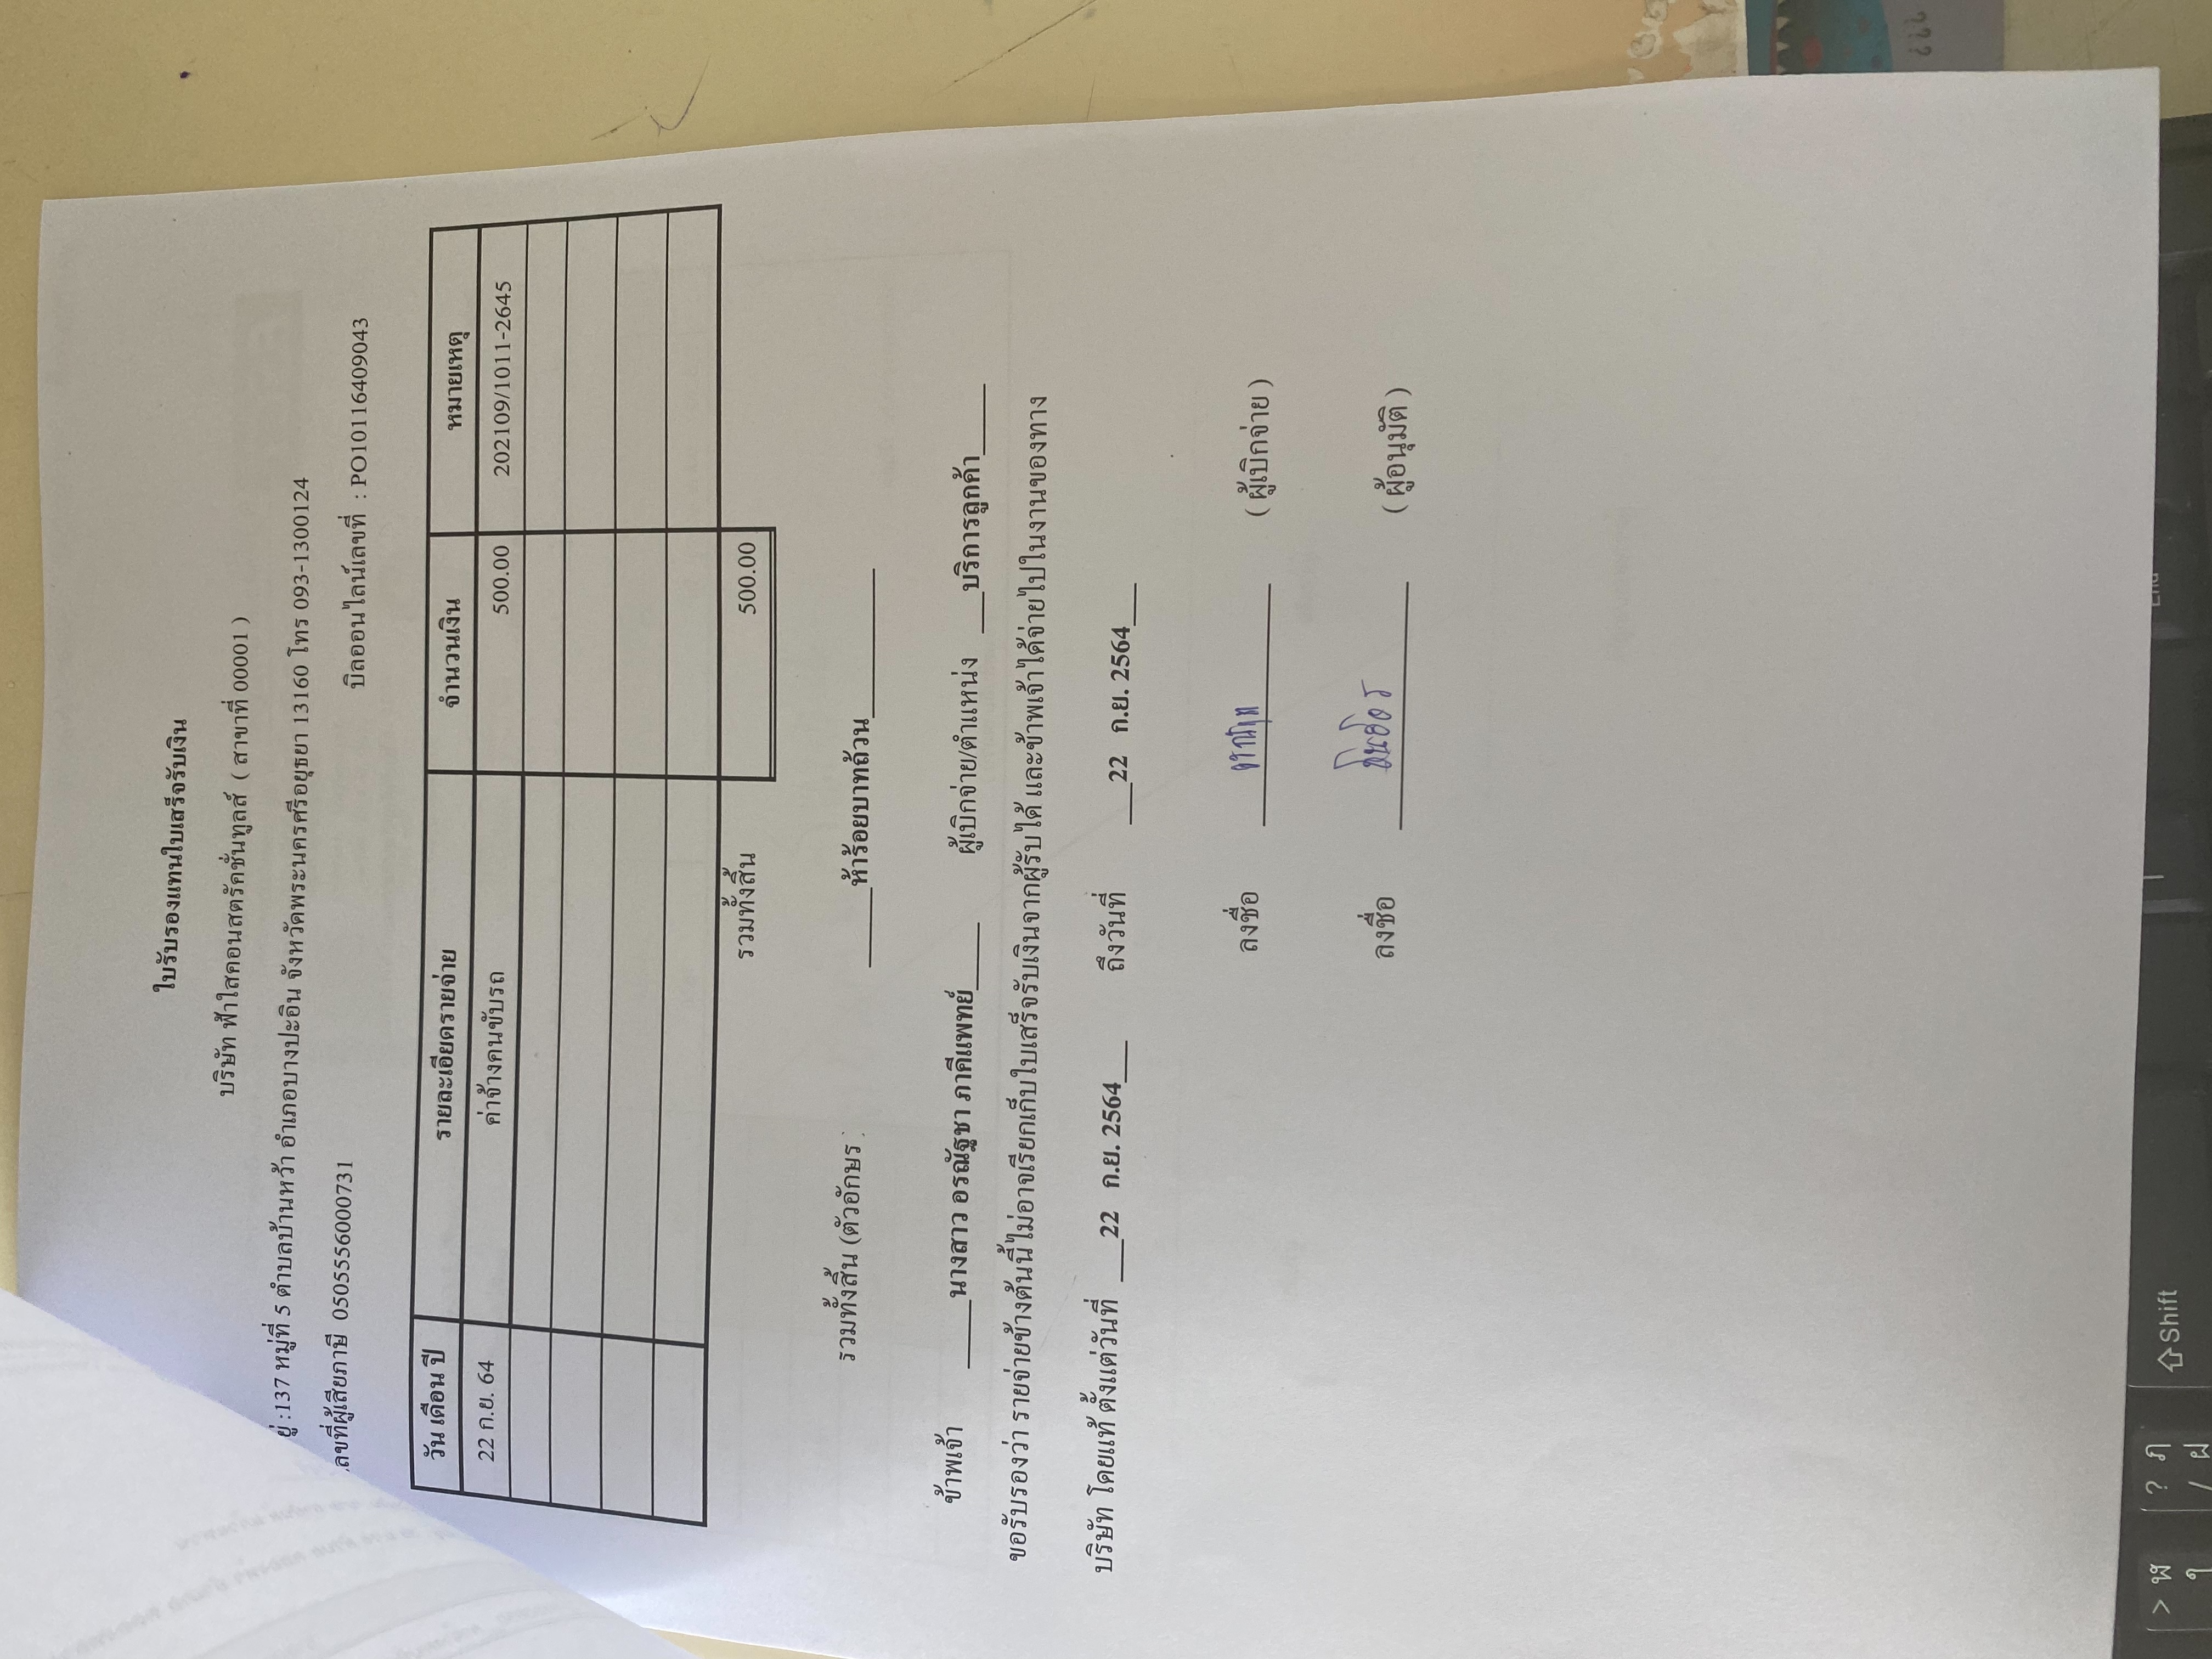 ใบรับรองแทนใบเสร็จรับเงิน
บริษัท ฟ้าใสคอนสตรัคชั่นทูลส์ ( สาขาที่ 00001 )
ยู่ :137 หมู่ที่ 5 ตำบลบ้านหว้า อำเภอบางปะอิน จังหวัดพระนครศรีอยุธยา 13160 โทร 093-1300124
ลขที่ผู้เสียภาษี 0505556000731 บิลออนไลน์เลขที่ : PO10116409043
วัน เดือน ปี รายละเอียดรายจ่าย จำนวนเงิน หมายเหตุ
22 ก.ย. 64 ค่าจ้างคนขับรถ 500.00 202109/1011-2645
รวมทั้งสิ้น 500.00
รวมทั้งสิ้น (ตัวอักษร : _____ห้าร้อยบาทถ้วน_________
ข้าพเจ้า _____นางสาว อรณัฐชา ภาคีแพทย์_____ ผู้เบิกจ่าย/ตำแหน่ง ___บริการลูกค้า_____
ขอรับรองว่า รายจ่ายข้างต้นนี้ไม่อาจเรียกเก็บใบเสร็จรับเงินจากผู้รับได้ และข้าพเจ้าได้จ่ายไปในงานของทาง
บริษัท โดยแท้ ตั้งแต่วันที่ ___22 ก.ย. 2564___ ถึงวันที่ ___22 ก.ย. 2564___
ลงชื่อ ( ผู้เบิกจ่าย )
ลงชื่อ ( ผู้อนุมัติ )
> ฬ ? ฦ Shift
ใ / ฝ